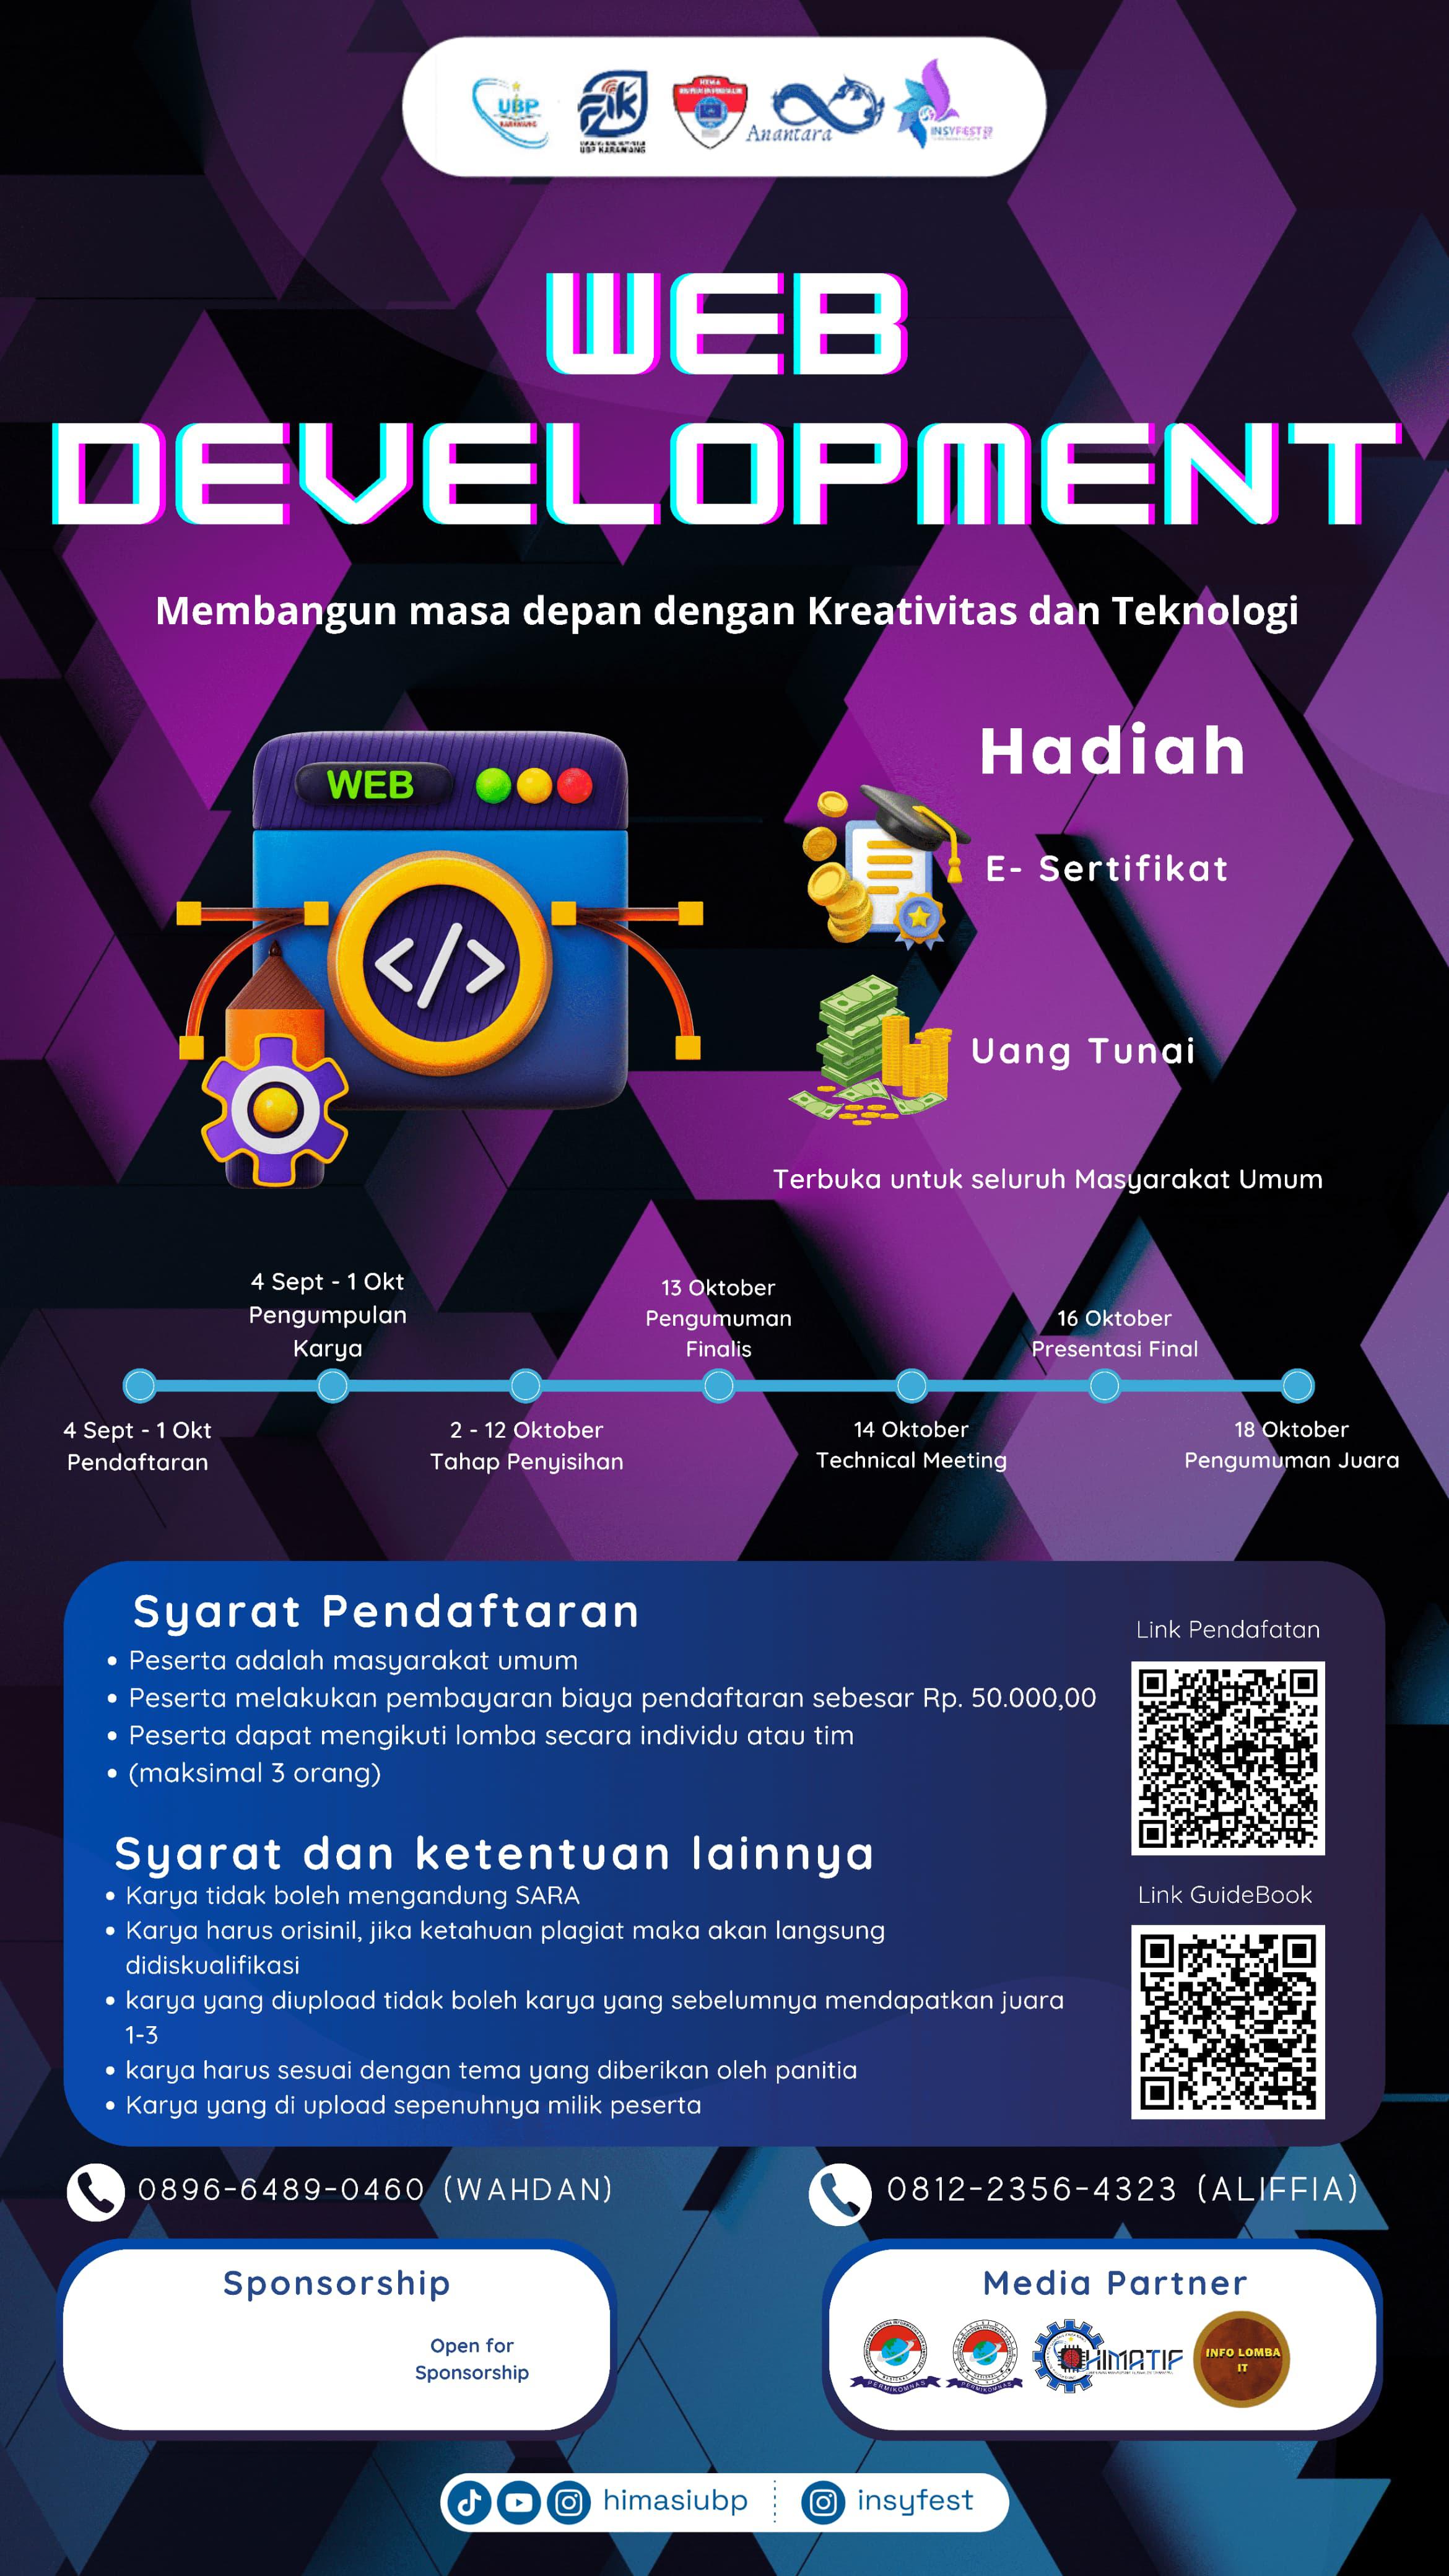 UBP
KARAWANG
Fik
UBP KARAWANG
Anantara
INSYFEST
WEB
DEVELOPMENT
Membangun masa depan dengan Kreativitas dan Teknologi
WEB
</>
Hadiah
E- Sertifikat
Uang Tunai
Terbuka untuk seluruh Masyarakat Umum
4 Sept - 1 Okt
Pendaftaran
4 Sept - 1 Okt
Pengumpulan
Karya
2 - 12 Oktober
Tahap Penyisihan
13 Oktober
Pengumuman
Finalis
14 Oktober
Technical Meeting
16 Oktober
Presentasi Final
18 Oktober
Pengumuman Juara
Syarat Pendaftaran
• Peserta adalah masyarakat umum
• Peserta melakukan pembayaran biaya pendaftaran sebesar Rp. 50.000,00
• Peserta dapat mengikuti lomba secara individu atau tim
• (maksimal 3 orang)
Syarat dan ketentuan lainnya
• Karya tidak boleh mengandung SARA
• Karya harus orisinil, jika ketahuan plagiat maka akan langsung
didiskualifikasi
• karya yang diupload tidak boleh karya yang sebelumnya mendapatkan juara
1-3
• karya harus sesuai dengan tema yang diberikan oleh panitia
• Karya yang di upload sepenuhnya milik peserta
Link Pendafatan
Link GuideBook
0896-6489-0460 (WAHDAN)
0812-2356-4323 (ALIFFIA)
Sponsorship
Open for
Sponsorship
Media Partner
PERMIKOMNAS
PERMIKOMNAS
HIMATIF
INFO LOMBA
IT
himasiubp
insyfest